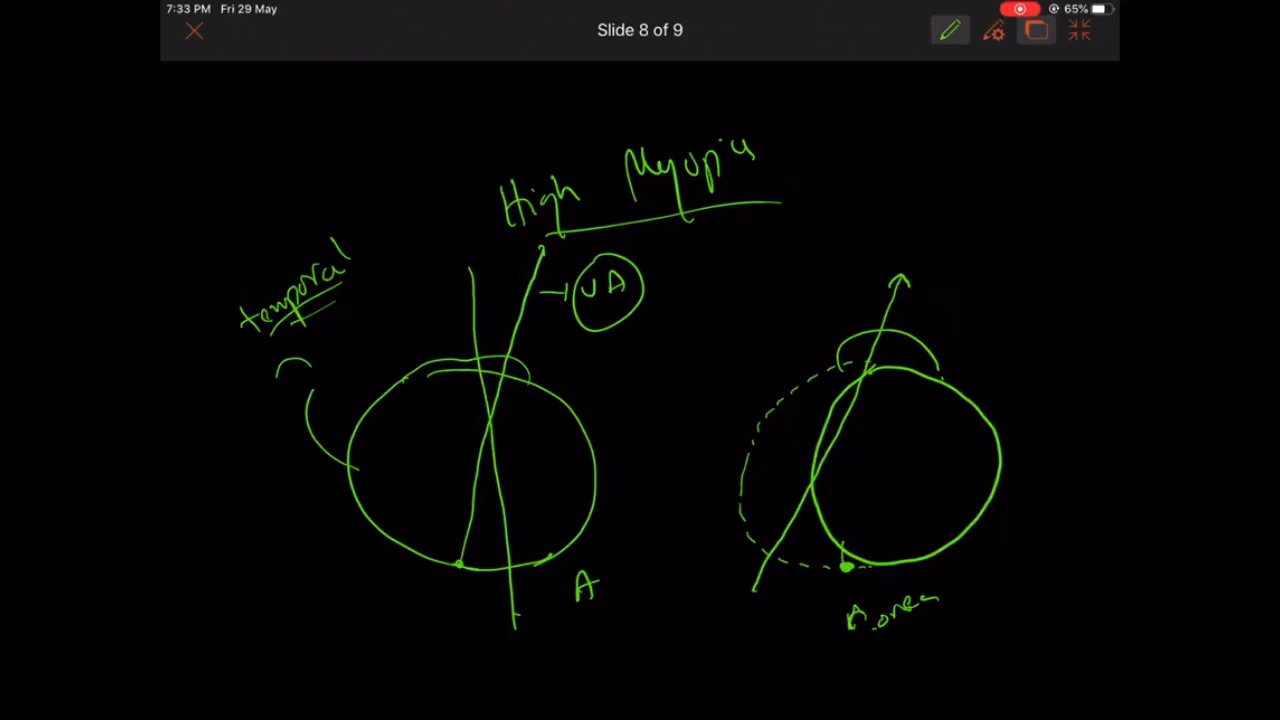 7:33 PM Fri 29 May
65%
Slide 8 of 9
High Myopia
temporal
VA
A